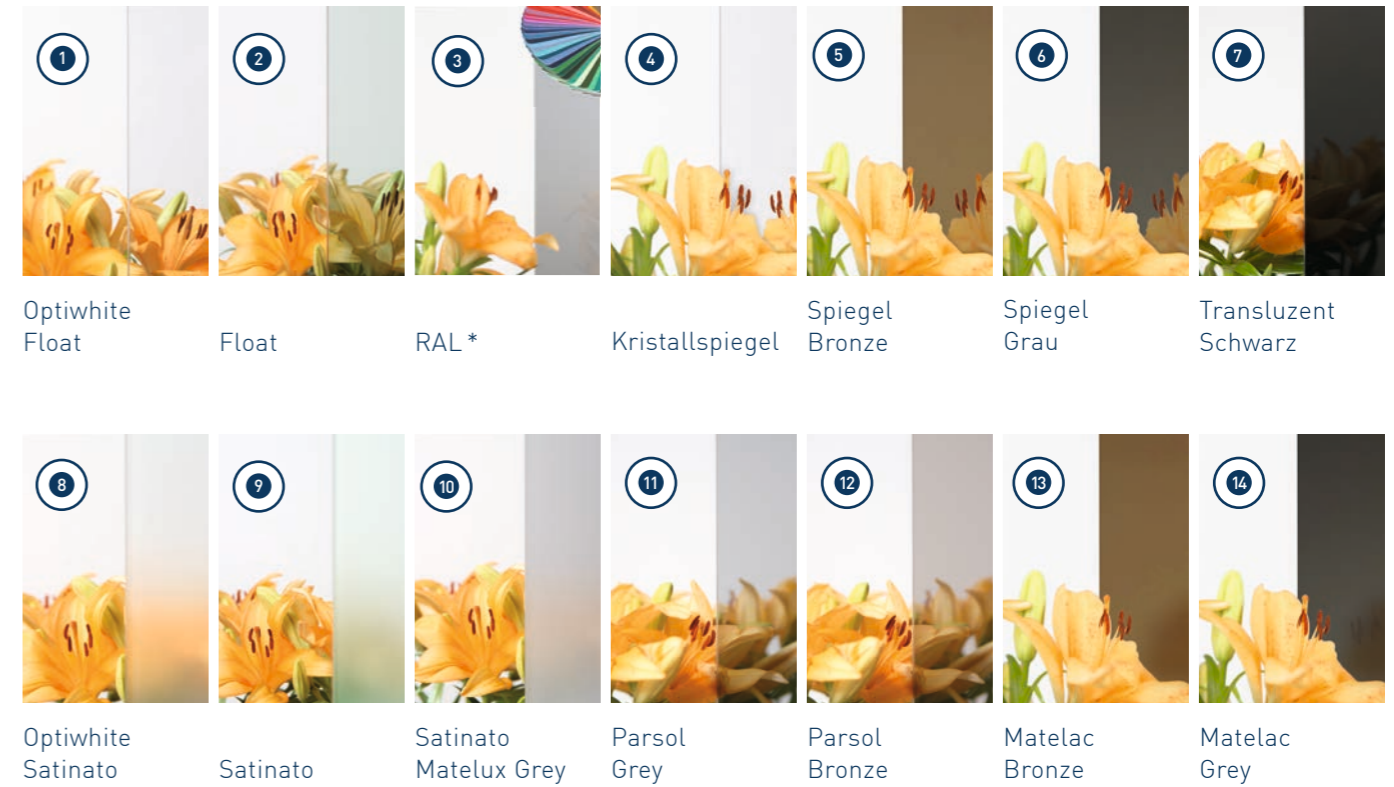 1
2
3
4
5
6
7
Optiwhite
Float
Float
RAL *
Kristallspiegel
Spiegel
Bronze
Spiegel
Grau
Transluzent
Schwarz
8
9
10
11
12
13
14
Optiwhite
Satinato
Satinato
Satinato
Matelux Grey
Parsol
Grey
Parsol
Bronze
Matelac
Bronze
Matelac
Grey